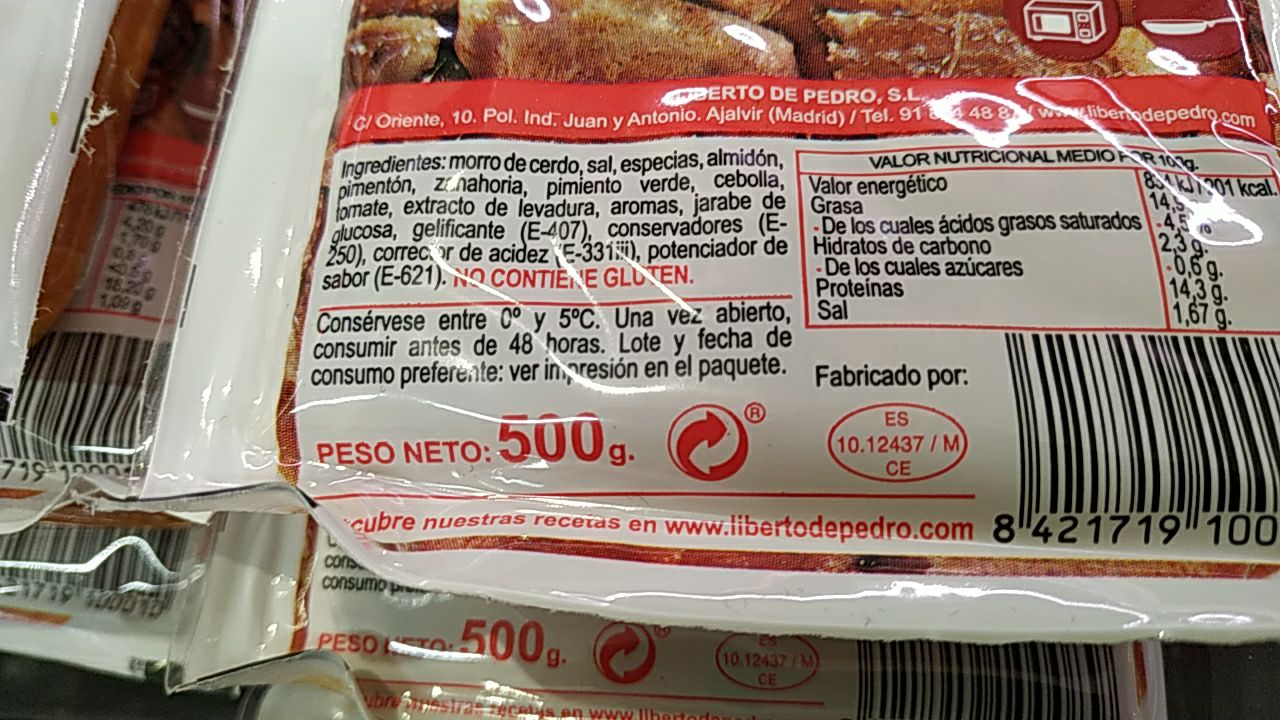 DE PEDRO, S.L.
C/ Oriente, 10. Pol. Ind. Juan y Antonio. Ajalvir (Madrid) / Tel. 91
Ingredientes: morro de cerdo, sal, especias, almidón,
pimentón, zanahoria, pimiento verde, cebolla,
tomate, extracto de levadura, aromas, jarabe de
glucosa, gelificante (E-407), conservadores (E-
250), corrector de acidez (E-331iii), potenciador de
sabor (E-621). NO CONTIENE GLUTEN.
Consérvese entre 0º y 5ºC. Una vez abierto,
consumir antes de 48 horas. Lote y fecha de
consumo preferente: ver impresión en el paquete.
PESO NETO: 500g.
®
VALOR NUTRICIONAL MEDIO POR 100g.
Valor energético kcal.
Grasa
- De los cuales ácidos grasos saturados
Hidratos de carbono 2,3 g.
- De los cuales azúcares 0,6 g.
Proteínas 14,3 g.
Sal 1,67 g.
Fabricado por:
ES
10.12437 / M
CE
nuestras recetas en www.libertodepedro.com
8 421719 100
PESO 500g.
ES
10.12437 / M
CE